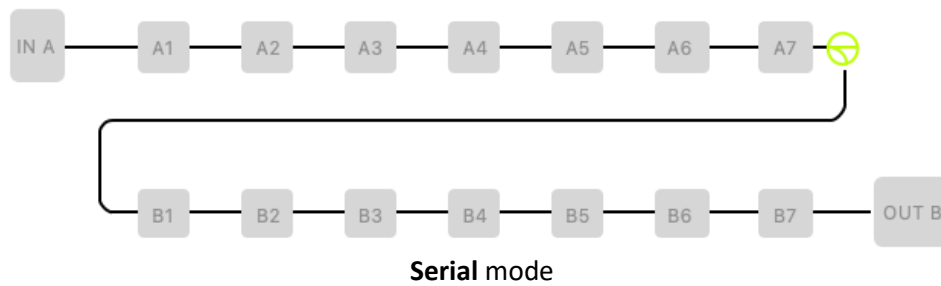 IN A A1 A2 A3 A4 A5 A6 A7
B1 B2 B3 B4 B5 B6 B7 OUT B
Serial mode